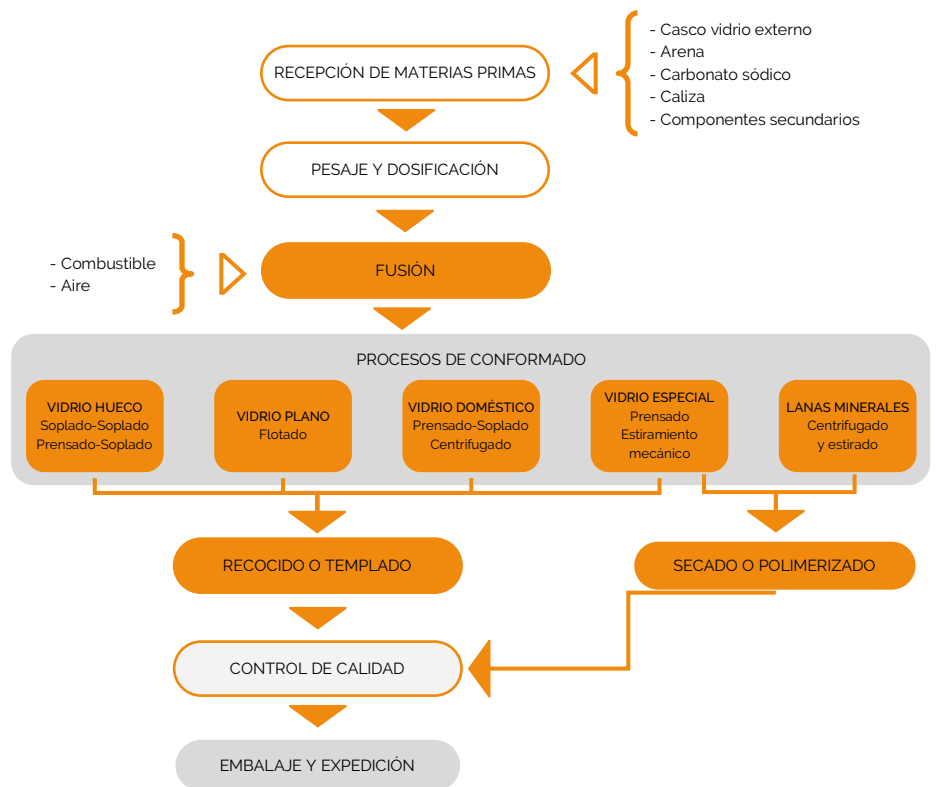 - Casco vidrio externo
- Arena
- Carbonato sódico
- Caliza
- Componentes secundarios
RECEPCIÓN DE MATERIAS PRIMAS
PESAJE Y DOSIFICACIÓN
- Combustible
- Aire
FUSIÓN
PROCESOS DE CONFORMADO
VIDRIO HUECO
Soplado-Soplado
Prensado-Soplado
VIDRIO PLANO
Flotado
VIDRIO DOMÉSTICO
Prensado-Soplado
Centrifugado
VIDRIO ESPECIAL
Prensado
Estiramiento
mecánico
LANAS MINERALES
Centrifugado
y estirado
RECOCIDO O TEMPLADO
SECADO O POLIMERIZADO
CONTROL DE CALIDAD
EMBALAJE Y EXPEDICIÓN